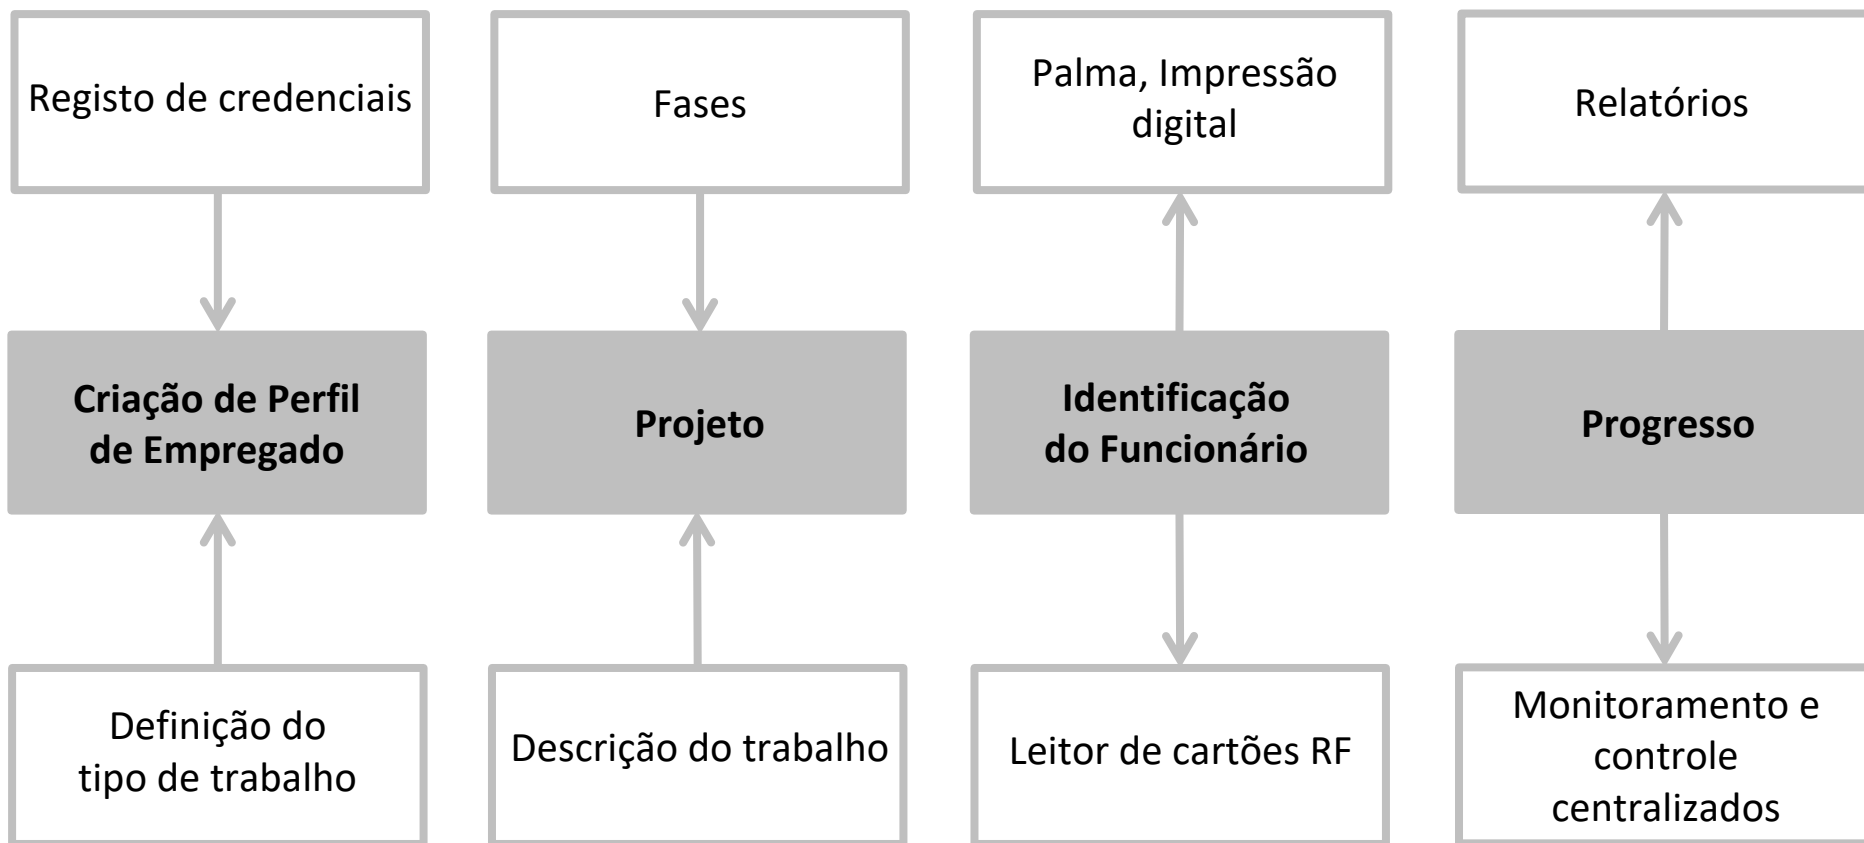 Registo de credenciais
Fases
Palma, Impressão
digital
Relatórios
Criação de Perfil
de Empregado
Projeto
Identificação
do Funcionário
Progresso
Definição do
tipo de trabalho
Descrição do trabalho
Leitor de cartões RF
Monitoramento e
controle
centralizados